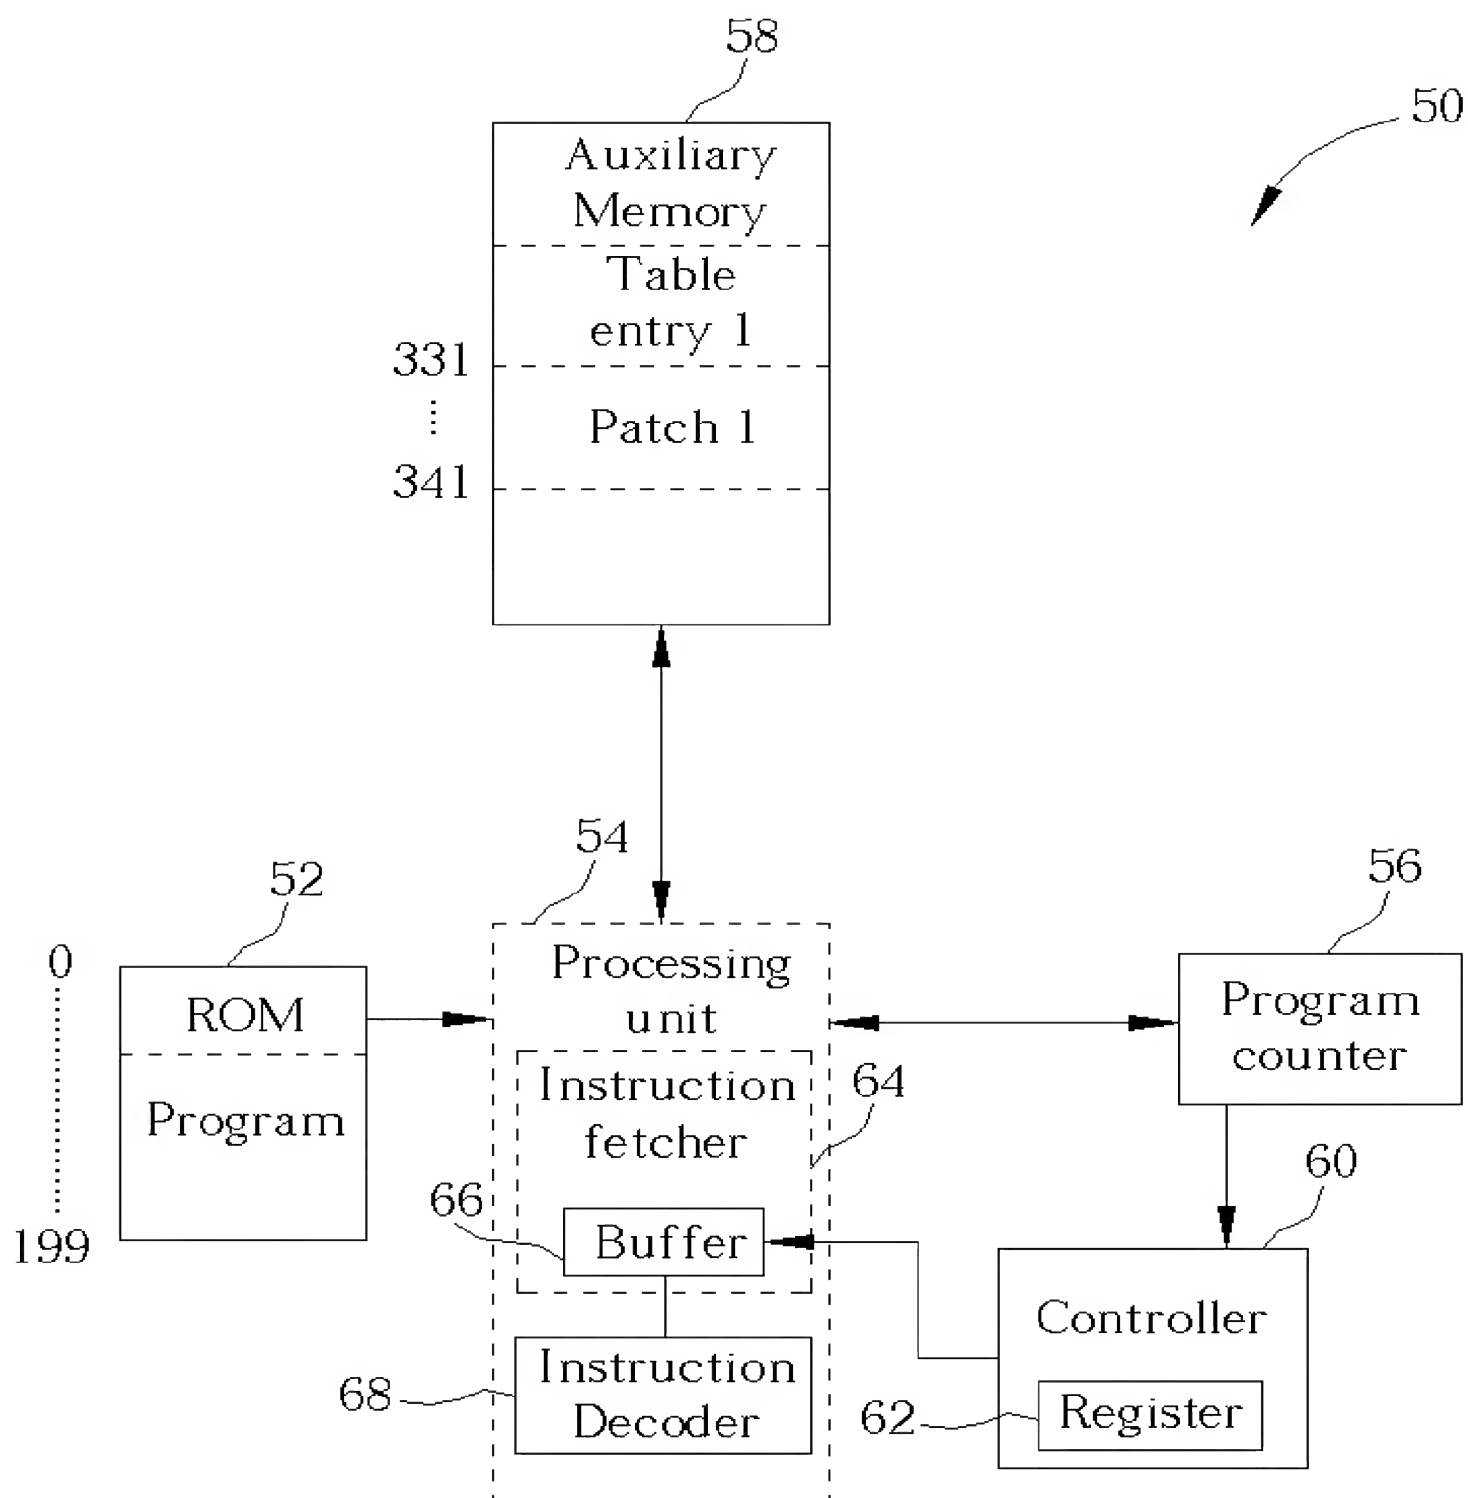 58
50
Auxiliary
Memory
Table
entry 1
331
Patch 1
341
54
52
56
0
ROM
Program
199
Processing
unit
Program
counter
Instruction
fetcher
64
66
Buffer
60
Controller
68
Instruction
Decoder
62
Register